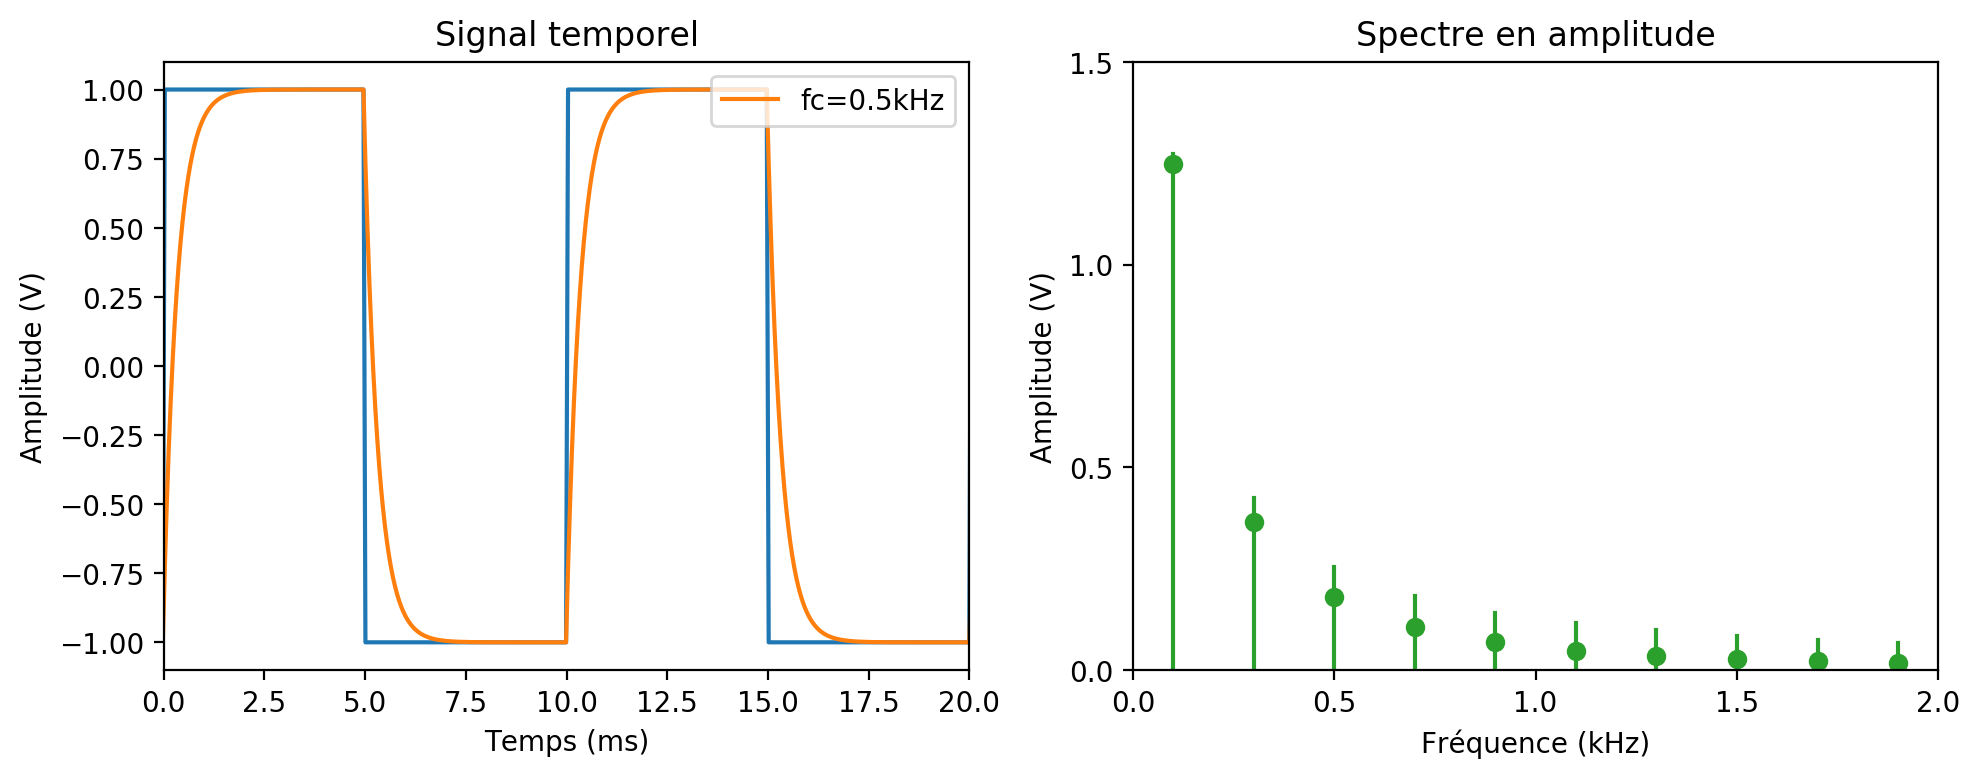 Signal temporel
Amplitude (V)
1.00
0.75
0.50
0.25
0.00
−0.25
−0.50
−0.75
−1.00
fc=0.5kHz
0.0 2.5 5.0 7.5 10.0 12.5 15.0 17.5 20.0
Temps (ms)
Spectre en amplitude
Amplitude (V)
1.5
1.0
0.5
0.0
0.0 0.5 1.0 1.5 2.0
Fréquence (kHz)